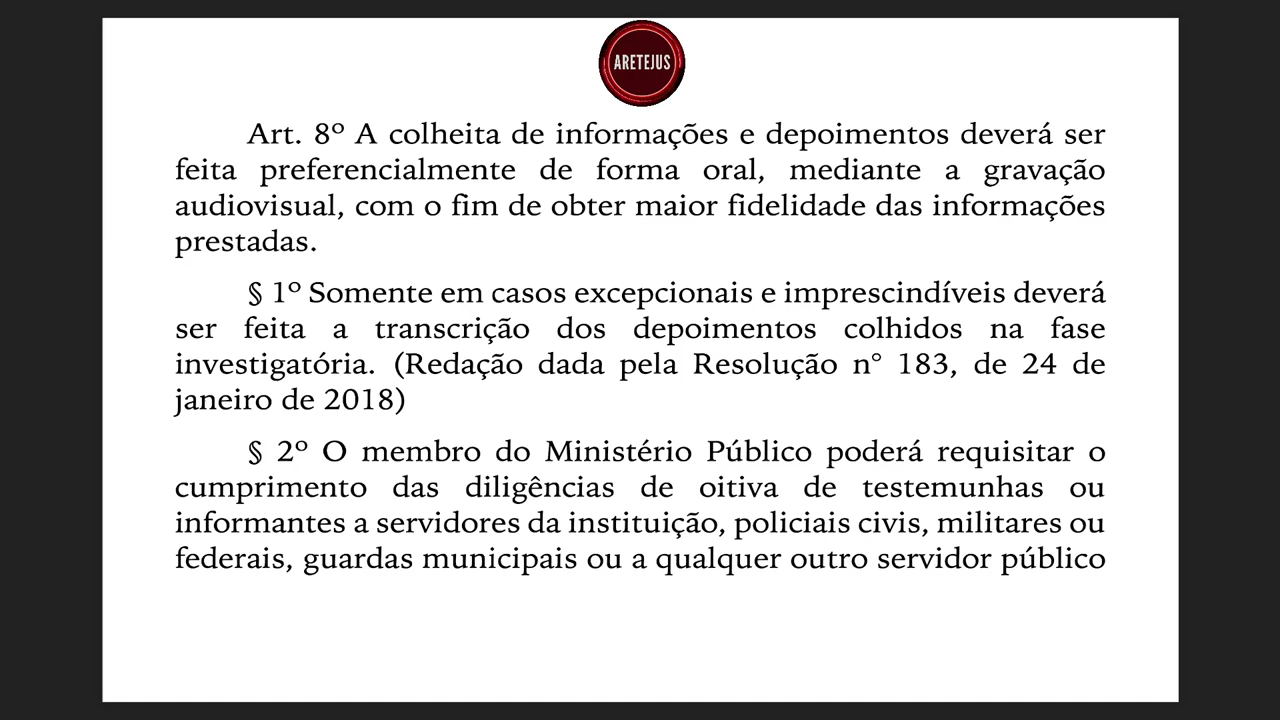 ARETEJUS
Art. 8º A colheita de informações e depoimentos deverá ser
feita preferencialmente de forma oral, mediante a gravação
audiovisual, com o fim de obter maior fidelidade das informações
prestadas.
§ 1º Somente em casos excepcionais e imprescindíveis deverá
ser feita a transcrição dos depoimentos colhidos na fase
investigatória. (Redação dada pela Resolução n° 183, de 24 de
janeiro de 2018)
§ 2º O membro do Ministério Público poderá requisitar o
cumprimento das diligências de oitiva de testemunhas ou
informantes a servidores da instituição, policiais civis, militares ou
federais, guardas municipais ou a qualquer outro servidor público